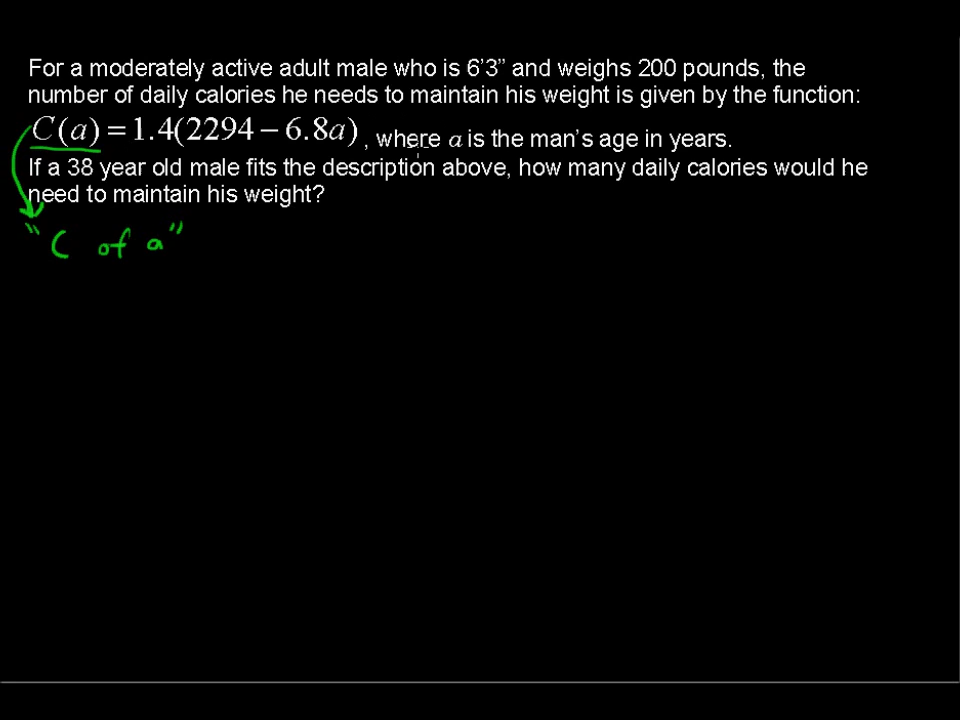 For a moderately active adult male who is 6’3” and weighs 200 pounds, the
number of daily calories he needs to maintain his weight is given by the function:
C(a) = 1.4(2294 − 6.8a) , where a is the man’s age in years.
If a 38 year old male fits the description above, how many daily calories would he
need to maintain his weight?
"C of a"